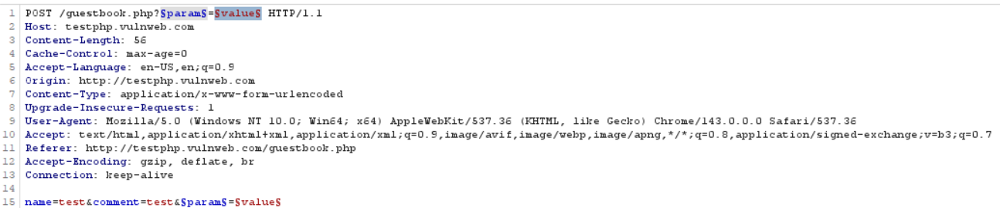 1 POST /guestbook.php?§param§=§value§ HTTP/1.1
2 Host: testphp.vulnweb.com
3 Content-Length: 56
4 Cache-Control: max-age=0
5 Accept-Language: en-US,en;q=0.9
6 Origin: http://testphp.vulnweb.com
7 Content-Type: application/x-www-form-urlencoded
8 Upgrade-Insecure-Requests: 1
9 User-Agent: Mozilla/5.0 (Windows NT 10.0; Win64; x64) AppleWebKit/537.36 (KHTML, like Gecko) Chrome/143.0.0.0 Safari/537.36
10 Accept: text/html,application/xhtml+xml,application/xml;q=0.9,image/avif,image/webp,image/apng,*/*;q=0.8,application/signed-exchange;v=b3;q=0.7
11 Referer: http://testphp.vulnweb.com/guestbook.php
12 Accept-Encoding: gzip, deflate, br
13 Connection: keep-alive
14
15 name=test&comment=test&§param§=§value§